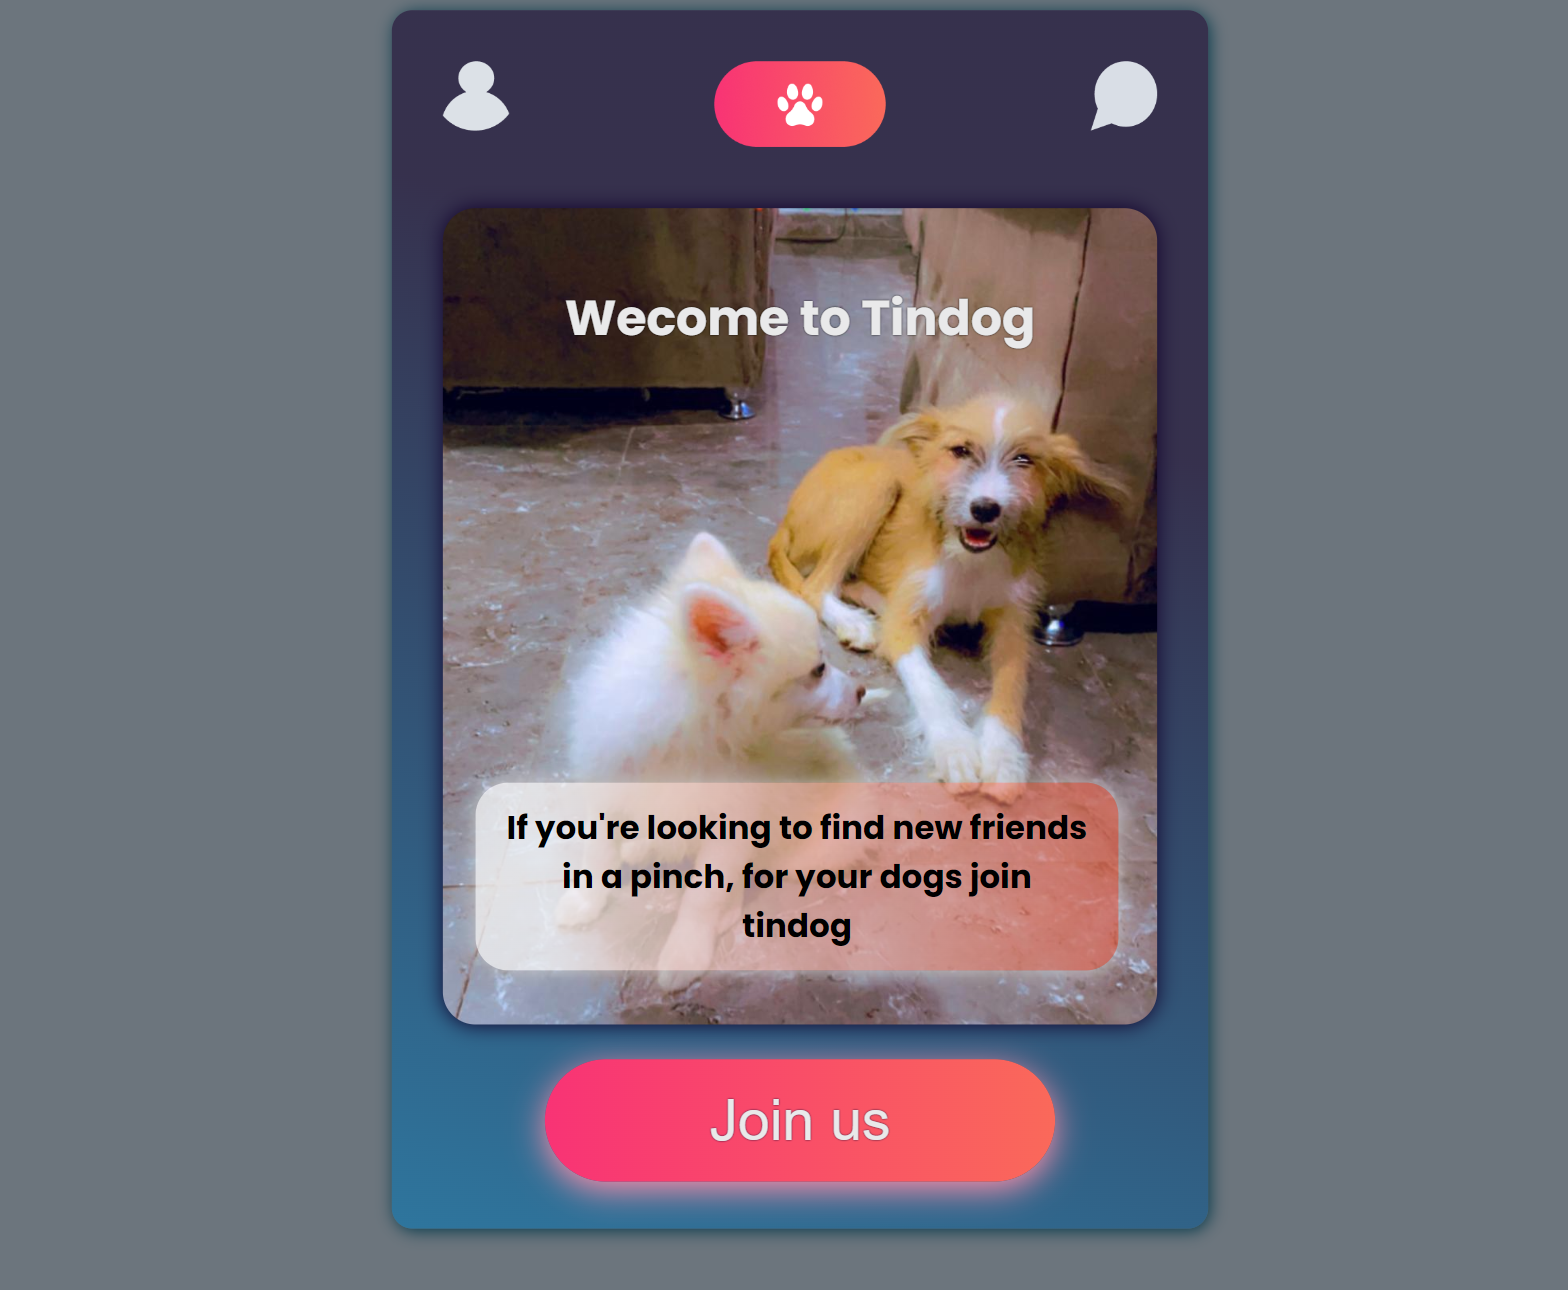 Wecome to Tindog
If you're looking to find new friends
in a pinch, for your dogs join
tindog
Join us